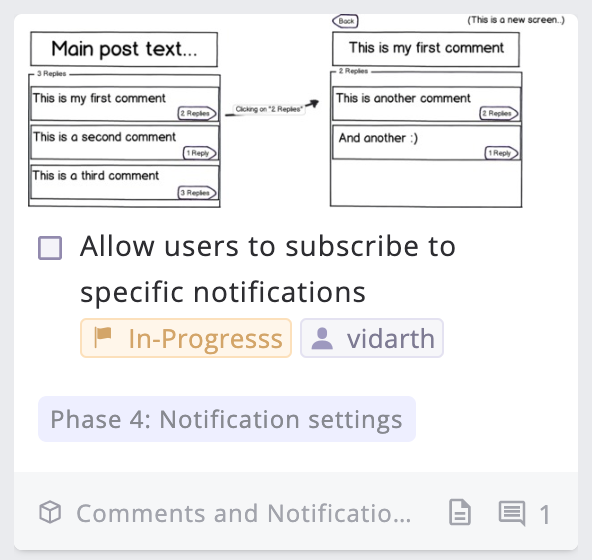 Main post text...
3 Replies
This is my first comment
2 Replies
This is a second comment
1 Reply
This is a third comment
3 Replies
Clicking on "2 Replies"
Back
(This is a new screen..)
This is my first comment
2 Replies
This is another comment
2 Replies
And another :)
1 Reply
Allow users to subscribe to
specific notifications
In-Progresss
vidarth
Phase 4: Notification settings
Comments and Notificatio...
1